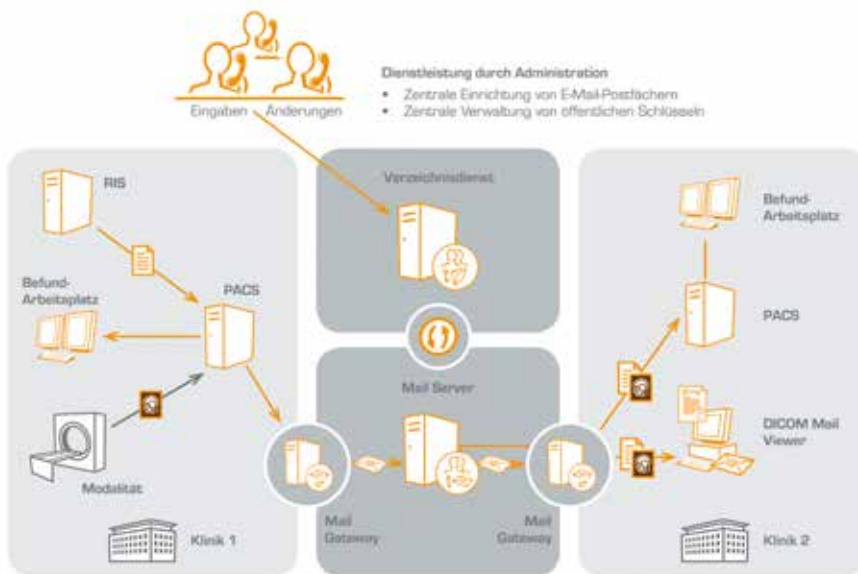 Dienstleistung durch Administration
• Zentrale Einrichtung von E-Mail-Postfächern
• Zentrale Verwaltung von öffentlichen Schlüsseln
Eingaben Änderungen
RIS
Befund-
Arbeitsplatz
PACS
Modalität
Klinik 1
Verzeichnisdienst
Mail Server
Mail
Gateway
Mail
Gateway
Befund-
Arbeitsplatz
PACS
DICOM Mail
Viewer
Klinik 2